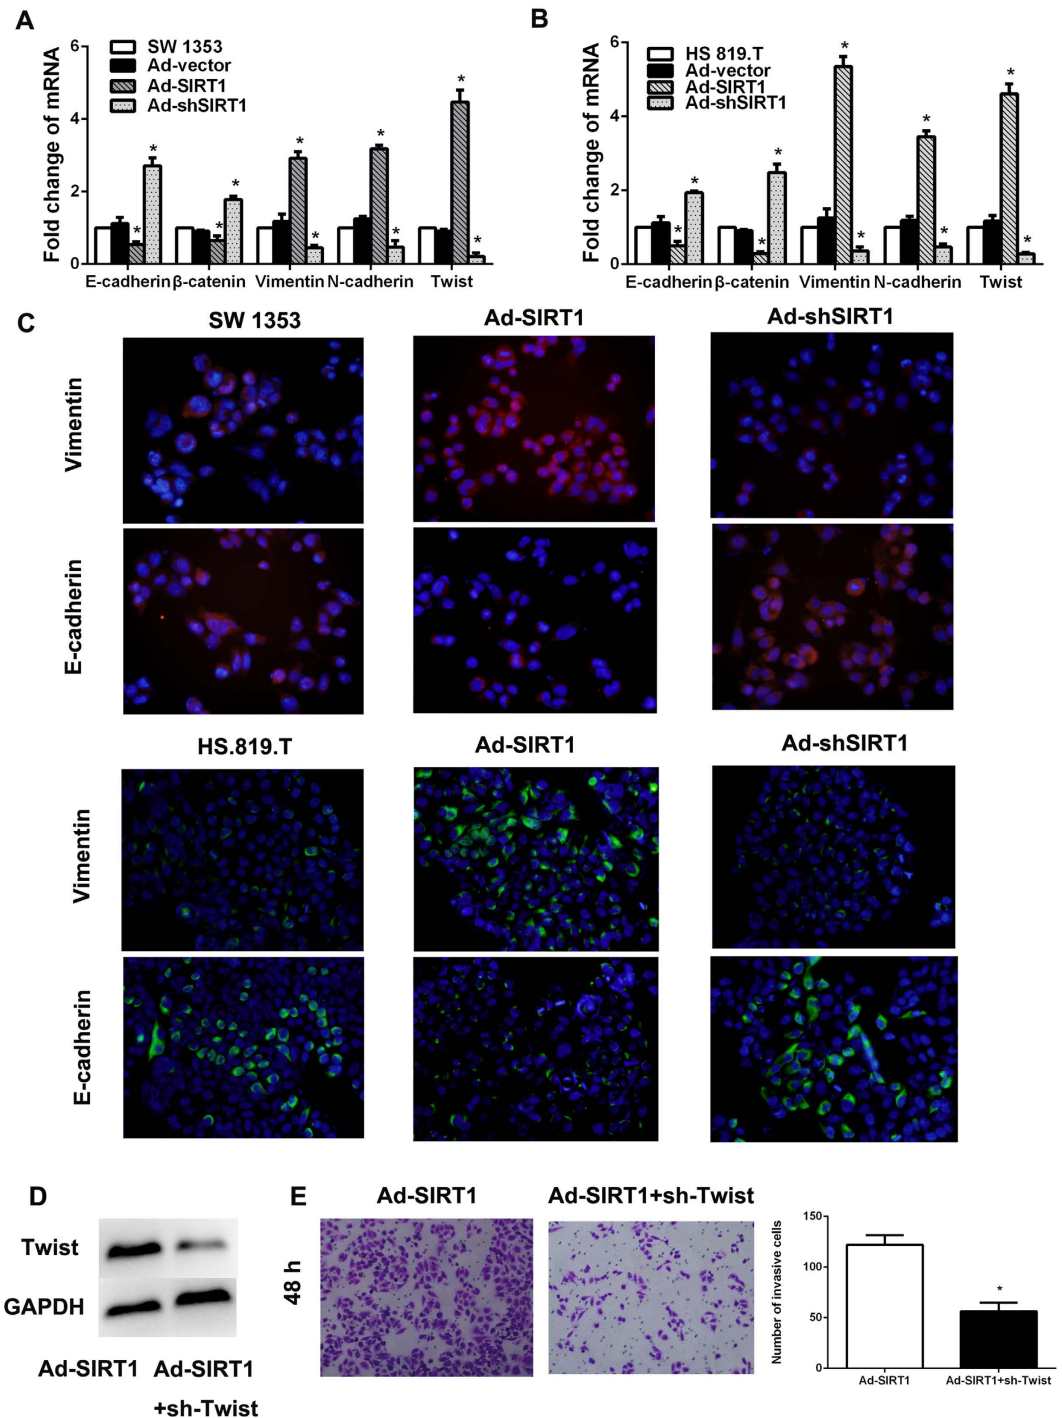 A
SW 1353
Ad-vector
Ad-SIRT1
Ad-shSIRT1
Fold change of mRNA
6
4
2
0
* * * * * * * * * *
E-cadherin β-catenin Vimentin N-cadherin Twist
B
HS 819.T
Ad-vector
Ad-SIRT1
Ad-shSIRT1
Fold change of mRNA
6
4
2
0
* * * * * * * * * *
E-cadherin β-catenin Vimentin N-cadherin Twist
C
SW 1353 Ad-SIRT1 Ad-shSIRT1
Vimentin
E-cadherin
HS.819.T Ad-SIRT1 Ad-shSIRT1
Vimentin
E-cadherin
D
Twist
GAPDH
Ad-SIRT1 Ad-SIRT1
+sh-Twist
E
Ad-SIRT1 Ad-SIRT1+sh-Twist
48 h
Number of invasive cells
150
100
50
0
*
Ad-SIRT1 Ad-SIRT1+sh-Twist